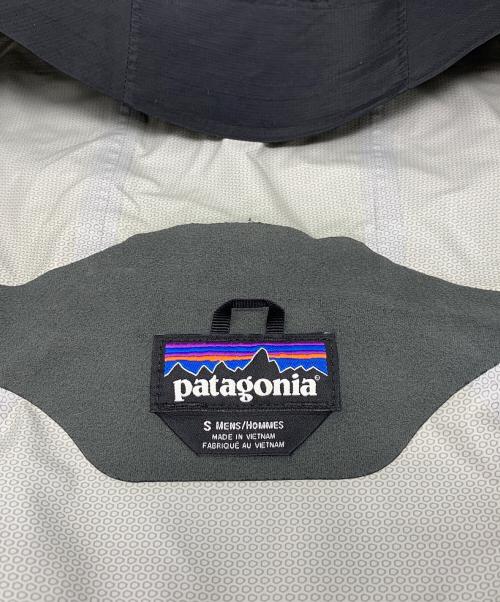 patagonia®
S MENS/HOMMES
MADE IN VIETNAM
FABRIQUÉ AU VIETNAM